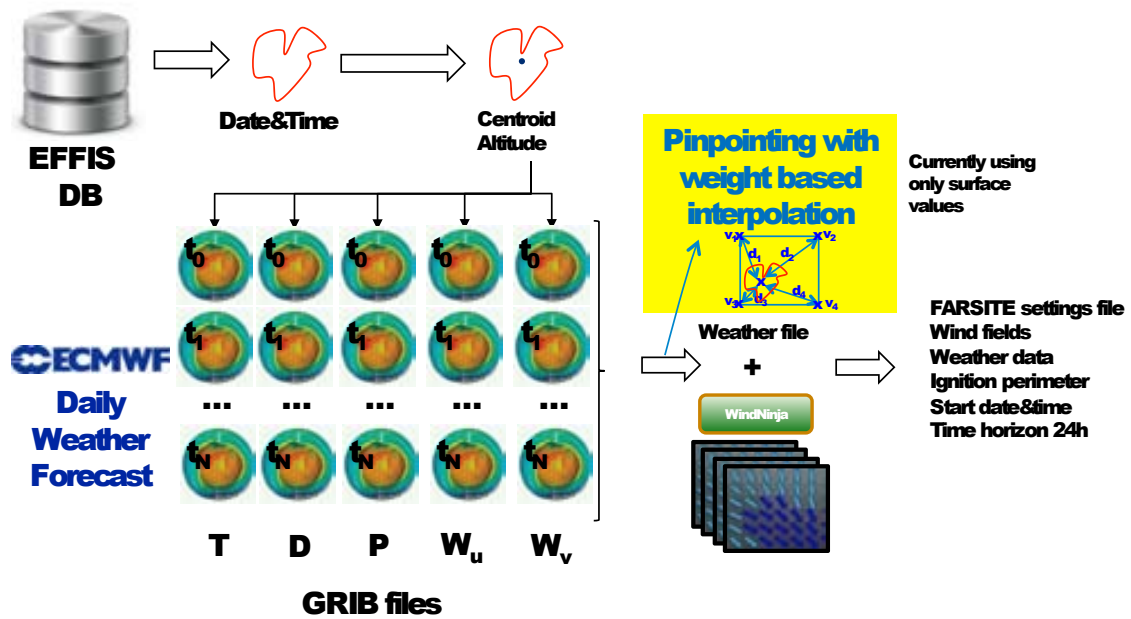 EFFIS
DB
Date&Time
Centroid
Altitude
Pinpointing with
weight based
interpolation
v1 x x v2
d1 d2
x
d3 d4
v3 x x v4
Currently using
only surface
values
t0 t0 t0 t0 t0
t1 t1 t1 t1 t1
... ... ... ... ...
tN tN tN tN tN
ECMWF
Daily
Weather
Forecast
T D P Wu Wv
GRIB files
Weather file
+
WindNinja
FARSITE settings file
Wind fields
Weather data
Ignition perimeter
Start date&time
Time horizon 24h